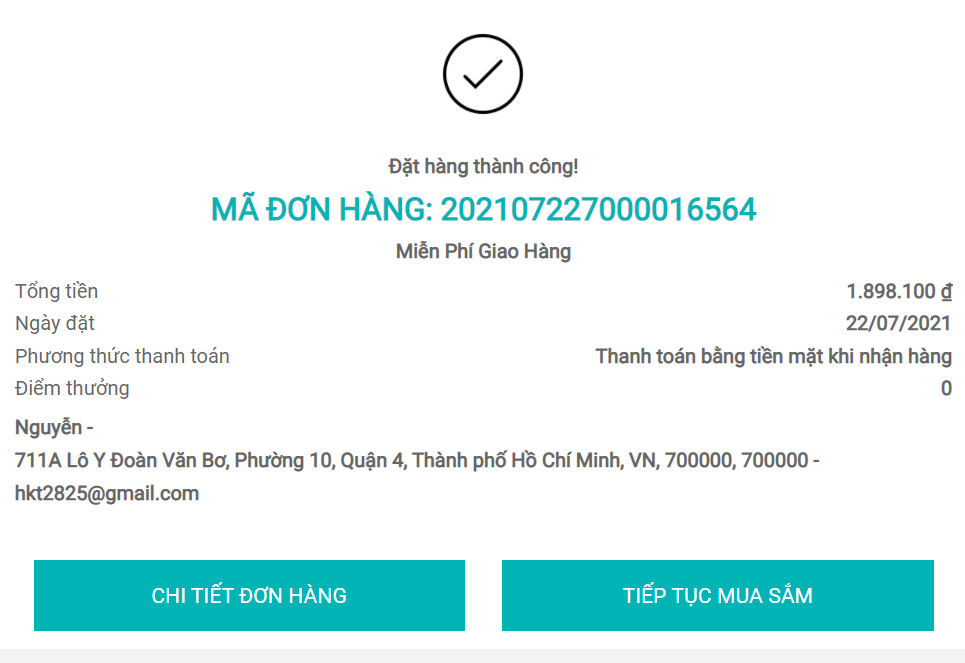 Đặt hàng thành công!
MÃ ĐƠN HÀNG: 202107227000016564
Miễn Phí Giao Hàng
Tổng tiền 1.898.100 ₫
Ngày đặt 22/07/2021
Phương thức thanh toán Thanh toán bằng tiền mặt khi nhận hàng
Điểm thưởng 0
Nguyễn -
711A Lô Y Đoàn Văn Bơ, Phường 10, Quận 4, Thành phố Hồ Chí Minh, VN, 700000, 700000 -
hkt2825@gmail.com
CHI TIẾT ĐƠN HÀNG TIẾP TỤC MUA SẮM